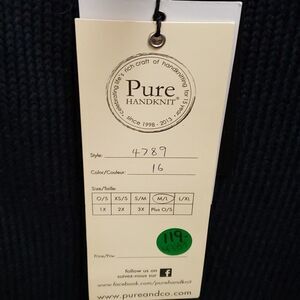 celebrating life's rich craft of handknitting for 15 years
Pure
HANDKNIT
since 1998 - 2013
Style: 4789
Color/Couleur: 16
Size/Taille:
O/S XS/S S/M M/L L/XL
1X 2X 3X Plus O/S
119-
Price/Prix
follow us on
suivez-nous sur f
www.facebook.com/purehandknit
www.pureandco.com